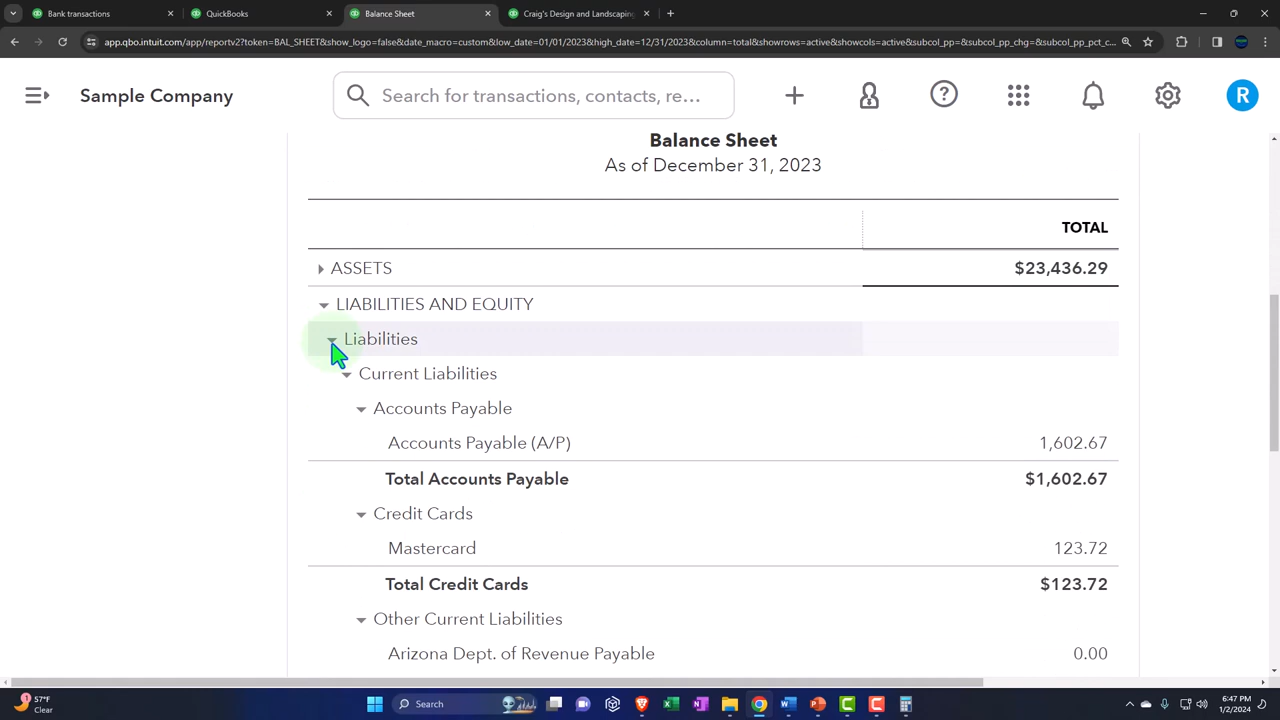 Bank transactions
QuickBooks
Balance Sheet
Craig's Design and Landscaping
app.qbo.intuit.com/app/reportv2?token=BAL_SHEET&show_logo=false&date_macro=custom&low_date=01/01/2023&high_date=12/31/2023&column=total&showrows=active&showcols=active&subcol_pp=&subcol_pp_chg=&subcol_pp_pct_c...
Sample Company
Search for transactions, contacts, re...
R
Balance Sheet
As of December 31, 2023
TOTAL
ASSETS $23,436.29
LIABILITIES AND EQUITY
Liabilities
Current Liabilities
Accounts Payable
Accounts Payable (A/P) 1,602.67
Total Accounts Payable $1,602.67
Credit Cards
Mastercard 123.72
Total Credit Cards $123.72
Other Current Liabilities
Arizona Dept. of Revenue Payable 0.00
57°F
Clear
Search
6:47 PM
1/2/2024